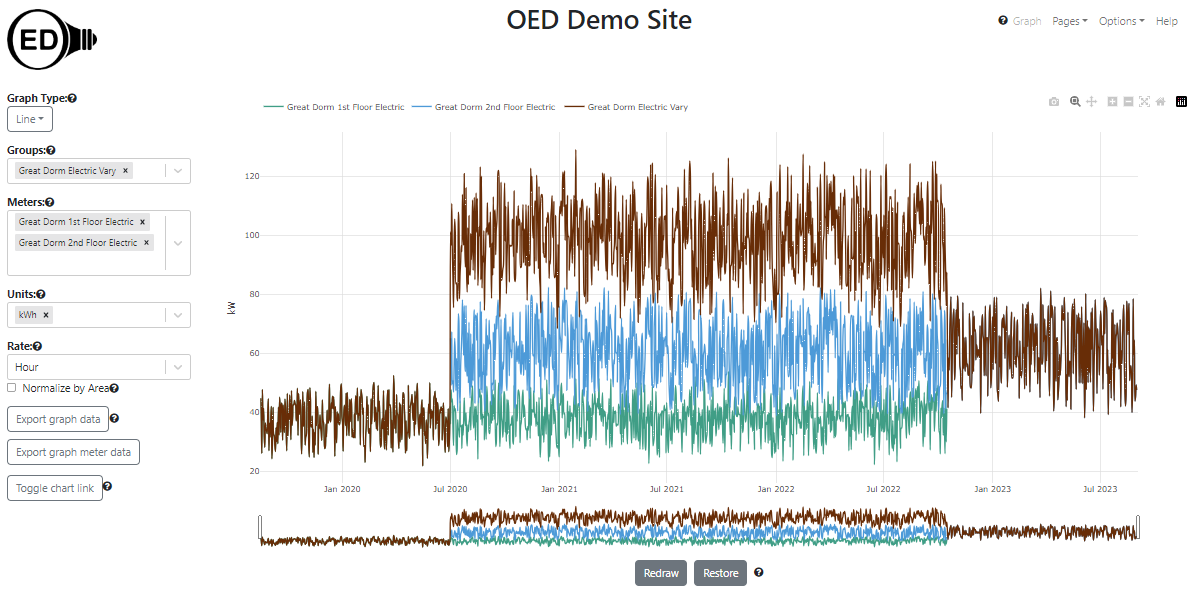 OED Demo Site
ED
Graph Pages Options Help
Graph Type:
Line
Groups:
Great Dorm Electric Vary ×
Meters:
Great Dorm 1st Floor Electric ×
Great Dorm 2nd Floor Electric ×
Units:
kWh ×
Rate:
Hour
Normalize by Area
Export graph data
Export graph meter data
Toggle chart link
Great Dorm 1st Floor Electric Great Dorm 2nd Floor Electric Great Dorm Electric Vary
kW
120
100
80
60
40
20
Jan 2020 Jul 2020 Jan 2021 Jul 2021 Jan 2022 Jul 2022 Jan 2023 Jul 2023
Redraw Restore